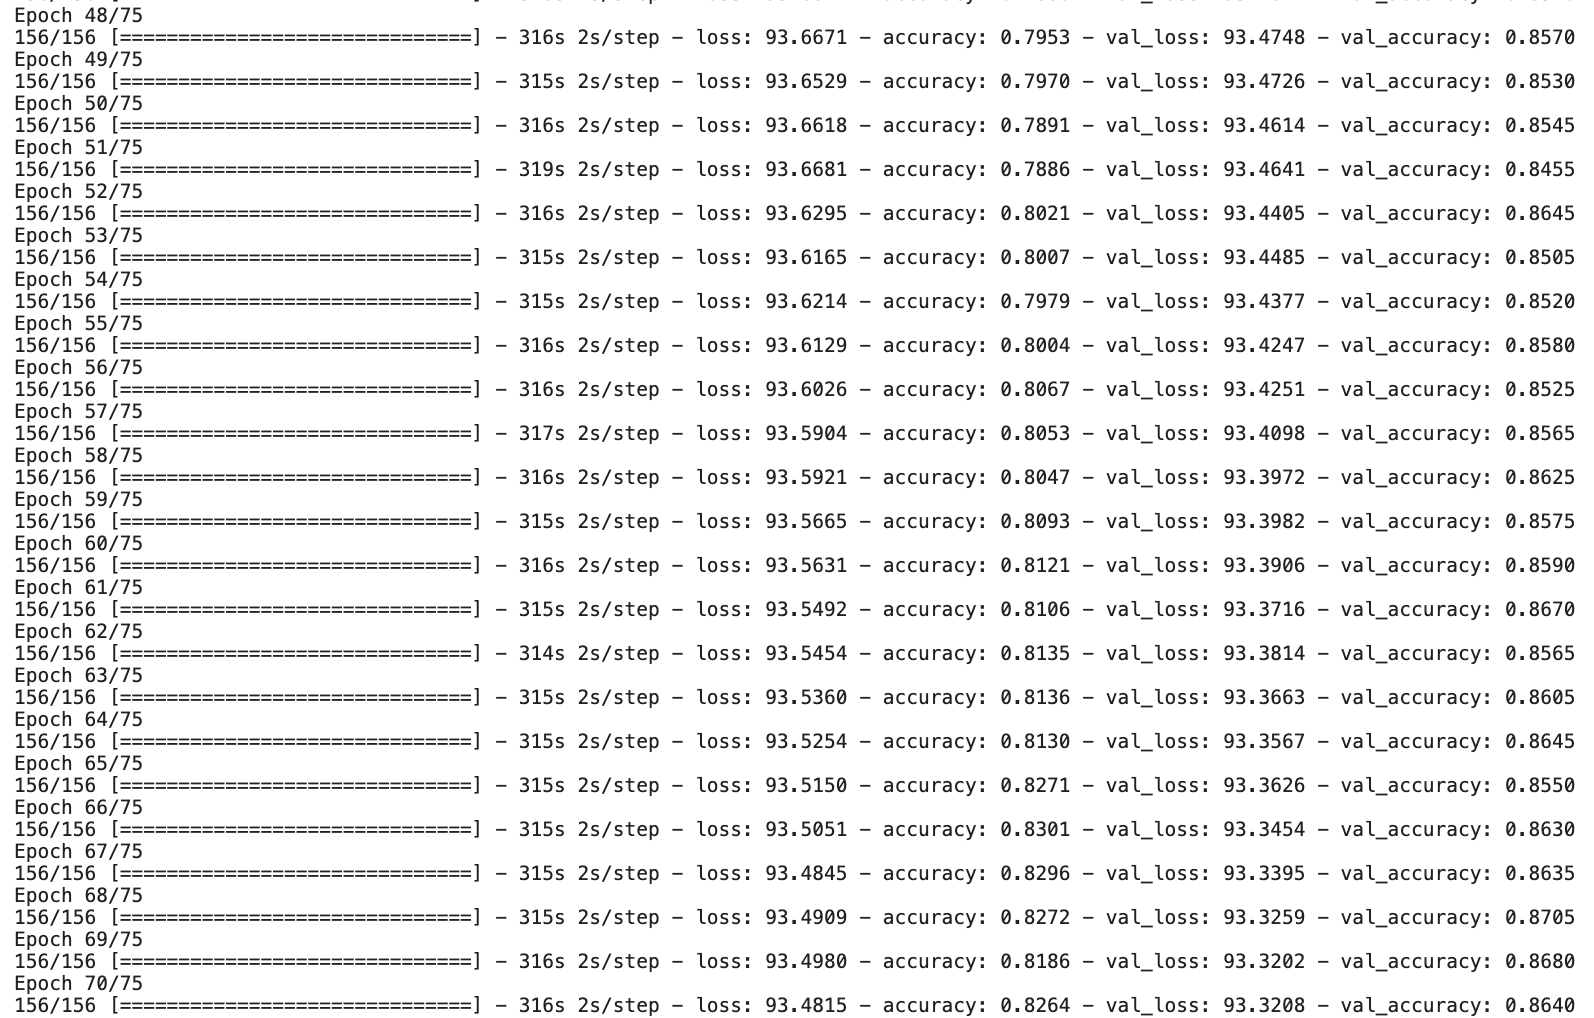 Epoch 48/75
156/156 [==============================] - 316s 2s/step - loss: 93.6671 - accuracy: 0.7953 - val_loss: 93.4748 - val_accuracy: 0.8570
Epoch 49/75
156/156 [==============================] - 315s 2s/step - loss: 93.6529 - accuracy: 0.7970 - val_loss: 93.4726 - val_accuracy: 0.8530
Epoch 50/75
156/156 [==============================] - 316s 2s/step - loss: 93.6618 - accuracy: 0.7891 - val_loss: 93.4614 - val_accuracy: 0.8545
Epoch 51/75
156/156 [==============================] - 319s 2s/step - loss: 93.6681 - accuracy: 0.7886 - val_loss: 93.4641 - val_accuracy: 0.8455
Epoch 52/75
156/156 [==============================] - 316s 2s/step - loss: 93.6295 - accuracy: 0.8021 - val_loss: 93.4405 - val_accuracy: 0.8645
Epoch 53/75
156/156 [==============================] - 315s 2s/step - loss: 93.6165 - accuracy: 0.8007 - val_loss: 93.4485 - val_accuracy: 0.8505
Epoch 54/75
156/156 [==============================] - 315s 2s/step - loss: 93.6214 - accuracy: 0.7979 - val_loss: 93.4377 - val_accuracy: 0.8520
Epoch 55/75
156/156 [==============================] - 316s 2s/step - loss: 93.6129 - accuracy: 0.8004 - val_loss: 93.4247 - val_accuracy: 0.8580
Epoch 56/75
156/156 [==============================] - 316s 2s/step - loss: 93.6026 - accuracy: 0.8067 - val_loss: 93.4251 - val_accuracy: 0.8525
Epoch 57/75
156/156 [==============================] - 317s 2s/step - loss: 93.5904 - accuracy: 0.8053 - val_loss: 93.4098 - val_accuracy: 0.8565
Epoch 58/75
156/156 [==============================] - 316s 2s/step - loss: 93.5921 - accuracy: 0.8047 - val_loss: 93.3972 - val_accuracy: 0.8625
Epoch 59/75
156/156 [==============================] - 315s 2s/step - loss: 93.5665 - accuracy: 0.8093 - val_loss: 93.3982 - val_accuracy: 0.8575
Epoch 60/75
156/156 [==============================] - 316s 2s/step - loss: 93.5631 - accuracy: 0.8121 - val_loss: 93.3906 - val_accuracy: 0.8590
Epoch 61/75
156/156 [==============================] - 315s 2s/step - loss: 93.5492 - accuracy: 0.8106 - val_loss: 93.3716 - val_accuracy: 0.8670
Epoch 62/75
156/156 [==============================] - 314s 2s/step - loss: 93.5454 - accuracy: 0.8135 - val_loss: 93.3814 - val_accuracy: 0.8565
Epoch 63/75
156/156 [==============================] - 315s 2s/step - loss: 93.5360 - accuracy: 0.8136 - val_loss: 93.3663 - val_accuracy: 0.8605
Epoch 64/75
156/156 [==============================] - 315s 2s/step - loss: 93.5254 - accuracy: 0.8130 - val_loss: 93.3567 - val_accuracy: 0.8645
Epoch 65/75
156/156 [==============================] - 315s 2s/step - loss: 93.5150 - accuracy: 0.8271 - val_loss: 93.3626 - val_accuracy: 0.8550
Epoch 66/75
156/156 [==============================] - 315s 2s/step - loss: 93.5051 - accuracy: 0.8301 - val_loss: 93.3454 - val_accuracy: 0.8630
Epoch 67/75
156/156 [==============================] - 315s 2s/step - loss: 93.4845 - accuracy: 0.8296 - val_loss: 93.3395 - val_accuracy: 0.8635
Epoch 68/75
156/156 [==============================] - 315s 2s/step - loss: 93.4909 - accuracy: 0.8272 - val_loss: 93.3259 - val_accuracy: 0.8705
Epoch 69/75
156/156 [==============================] - 316s 2s/step - loss: 93.4980 - accuracy: 0.8186 - val_loss: 93.3202 - val_accuracy: 0.8680
Epoch 70/75
156/156 [==============================] - 316s 2s/step - loss: 93.4815 - accuracy: 0.8264 - val_loss: 93.3208 - val_accuracy: 0.8640